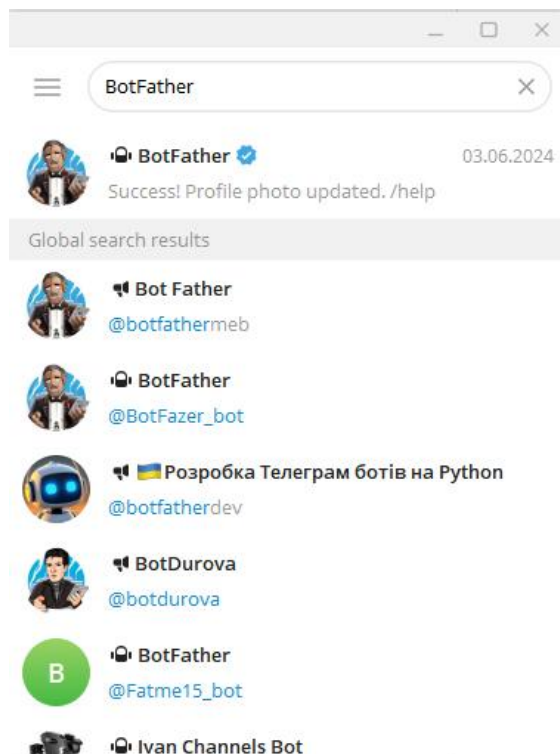 BotFather
BotFather 03.06.2024
Success! Profile photo updated. /help
Global search results
Bot Father
@botfathermeb
BotFather
@BotFazer_bot
Розробка Телеграм ботів на Python
@botfatherdev
BotDurova
@botdurova
B
BotFather
@Fatme15_bot
Ivan Channels Bot